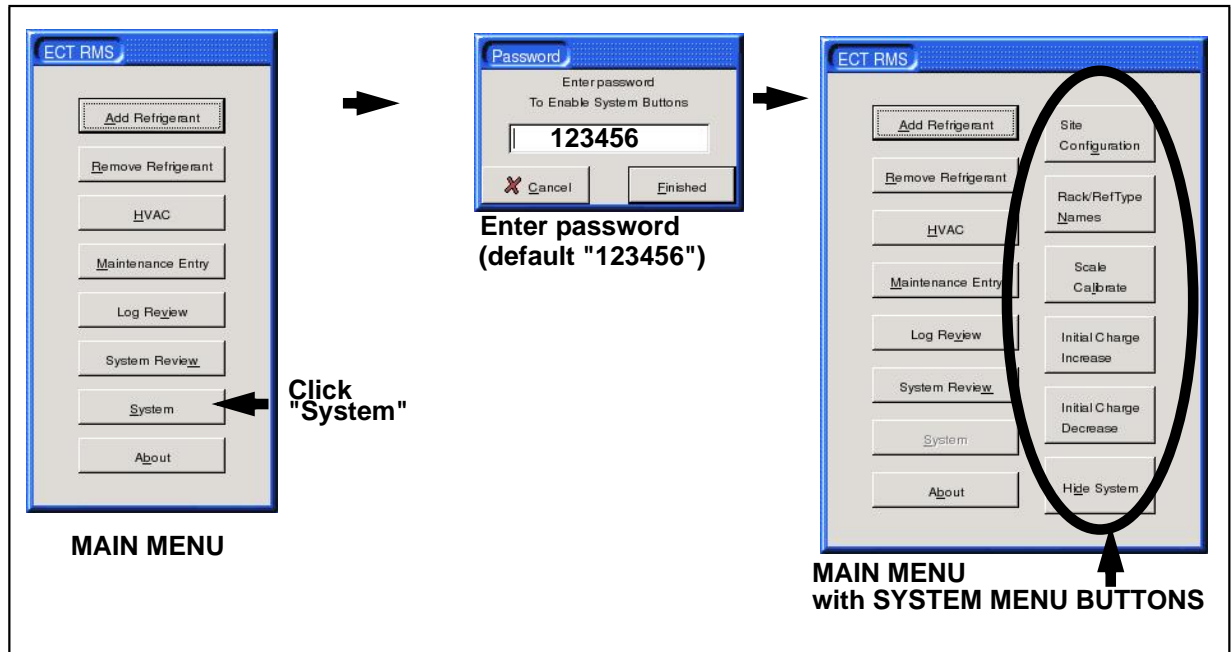 ECT RMS
Add Refrigerant
Remove Refrigerant
HVAC
Maintenance Entry
Log Review
System Review
System
About
Click
"System"
MAIN MENU
Password
Enter password
To Enable System Buttons
123456
Cancel
Finished
Enter password
(default "123456")
ECT RMS
Add Refrigerant
Remove Refrigerant
HVAC
Maintenance Entry
Log Review
System Review
System
About
Site
Configuration
Rack/RefType
Names
Scale
Calibrate
Initial Charge
Increase
Initial Charge
Decrease
Hide System
MAIN MENU
with SYSTEM MENU BUTTONS